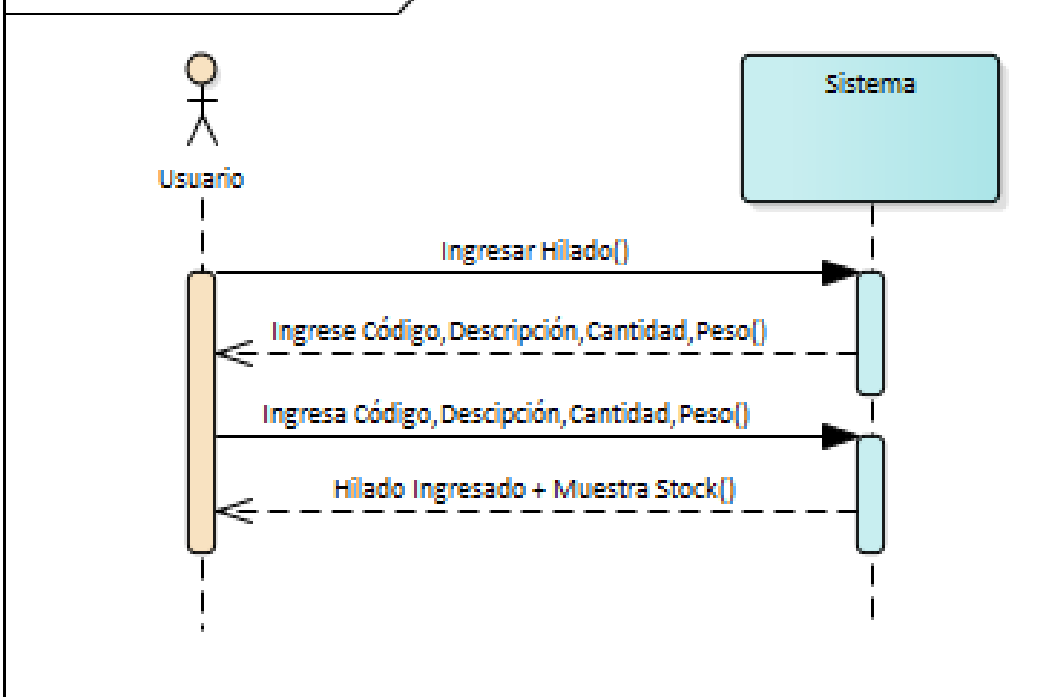 Sistema
Usuario
Ingresar Hilado()
Ingrese Código,Descripción,Cantidad,Peso()
Ingresa Código,Descipción,Cantidad,Peso()
Hilado Ingresado + Muestra Stock()